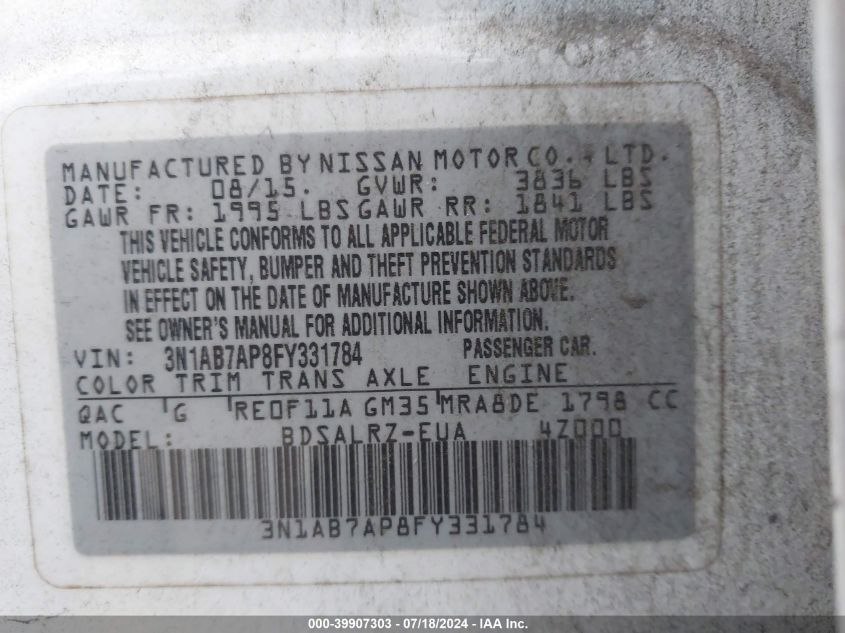 MANUFACTURED BY NISSAN MOTOR CO., LTD.
DATE: 08/15. GVWR: 3836 LBS
GAWR FR: 1995 LBS GAWR RR: 1841 LBS
THIS VEHICLE CONFORMS TO ALL APPLICABLE FEDERAL MOTOR
VEHICLE SAFETY, BUMPER AND THEFT PREVENTION STANDARDS
IN EFFECT ON THE DATE OF MANUFACTURE SHOWN ABOVE.
SEE OWNER'S MANUAL FOR ADDITIONAL INFORMATION.
VIN: 3N1AB7AP8FY331784 PASSENGER CAR.
COLOR TRIM TRANS AXLE ENGINE
QAC G RE0F11A GM35 MRA8DE 1798 CC
MODEL: BDSALRZ-EUA 4Z000
3N1AB7AP8FY331784
000-39907303 - 07/18/2024 - IAA Inc.